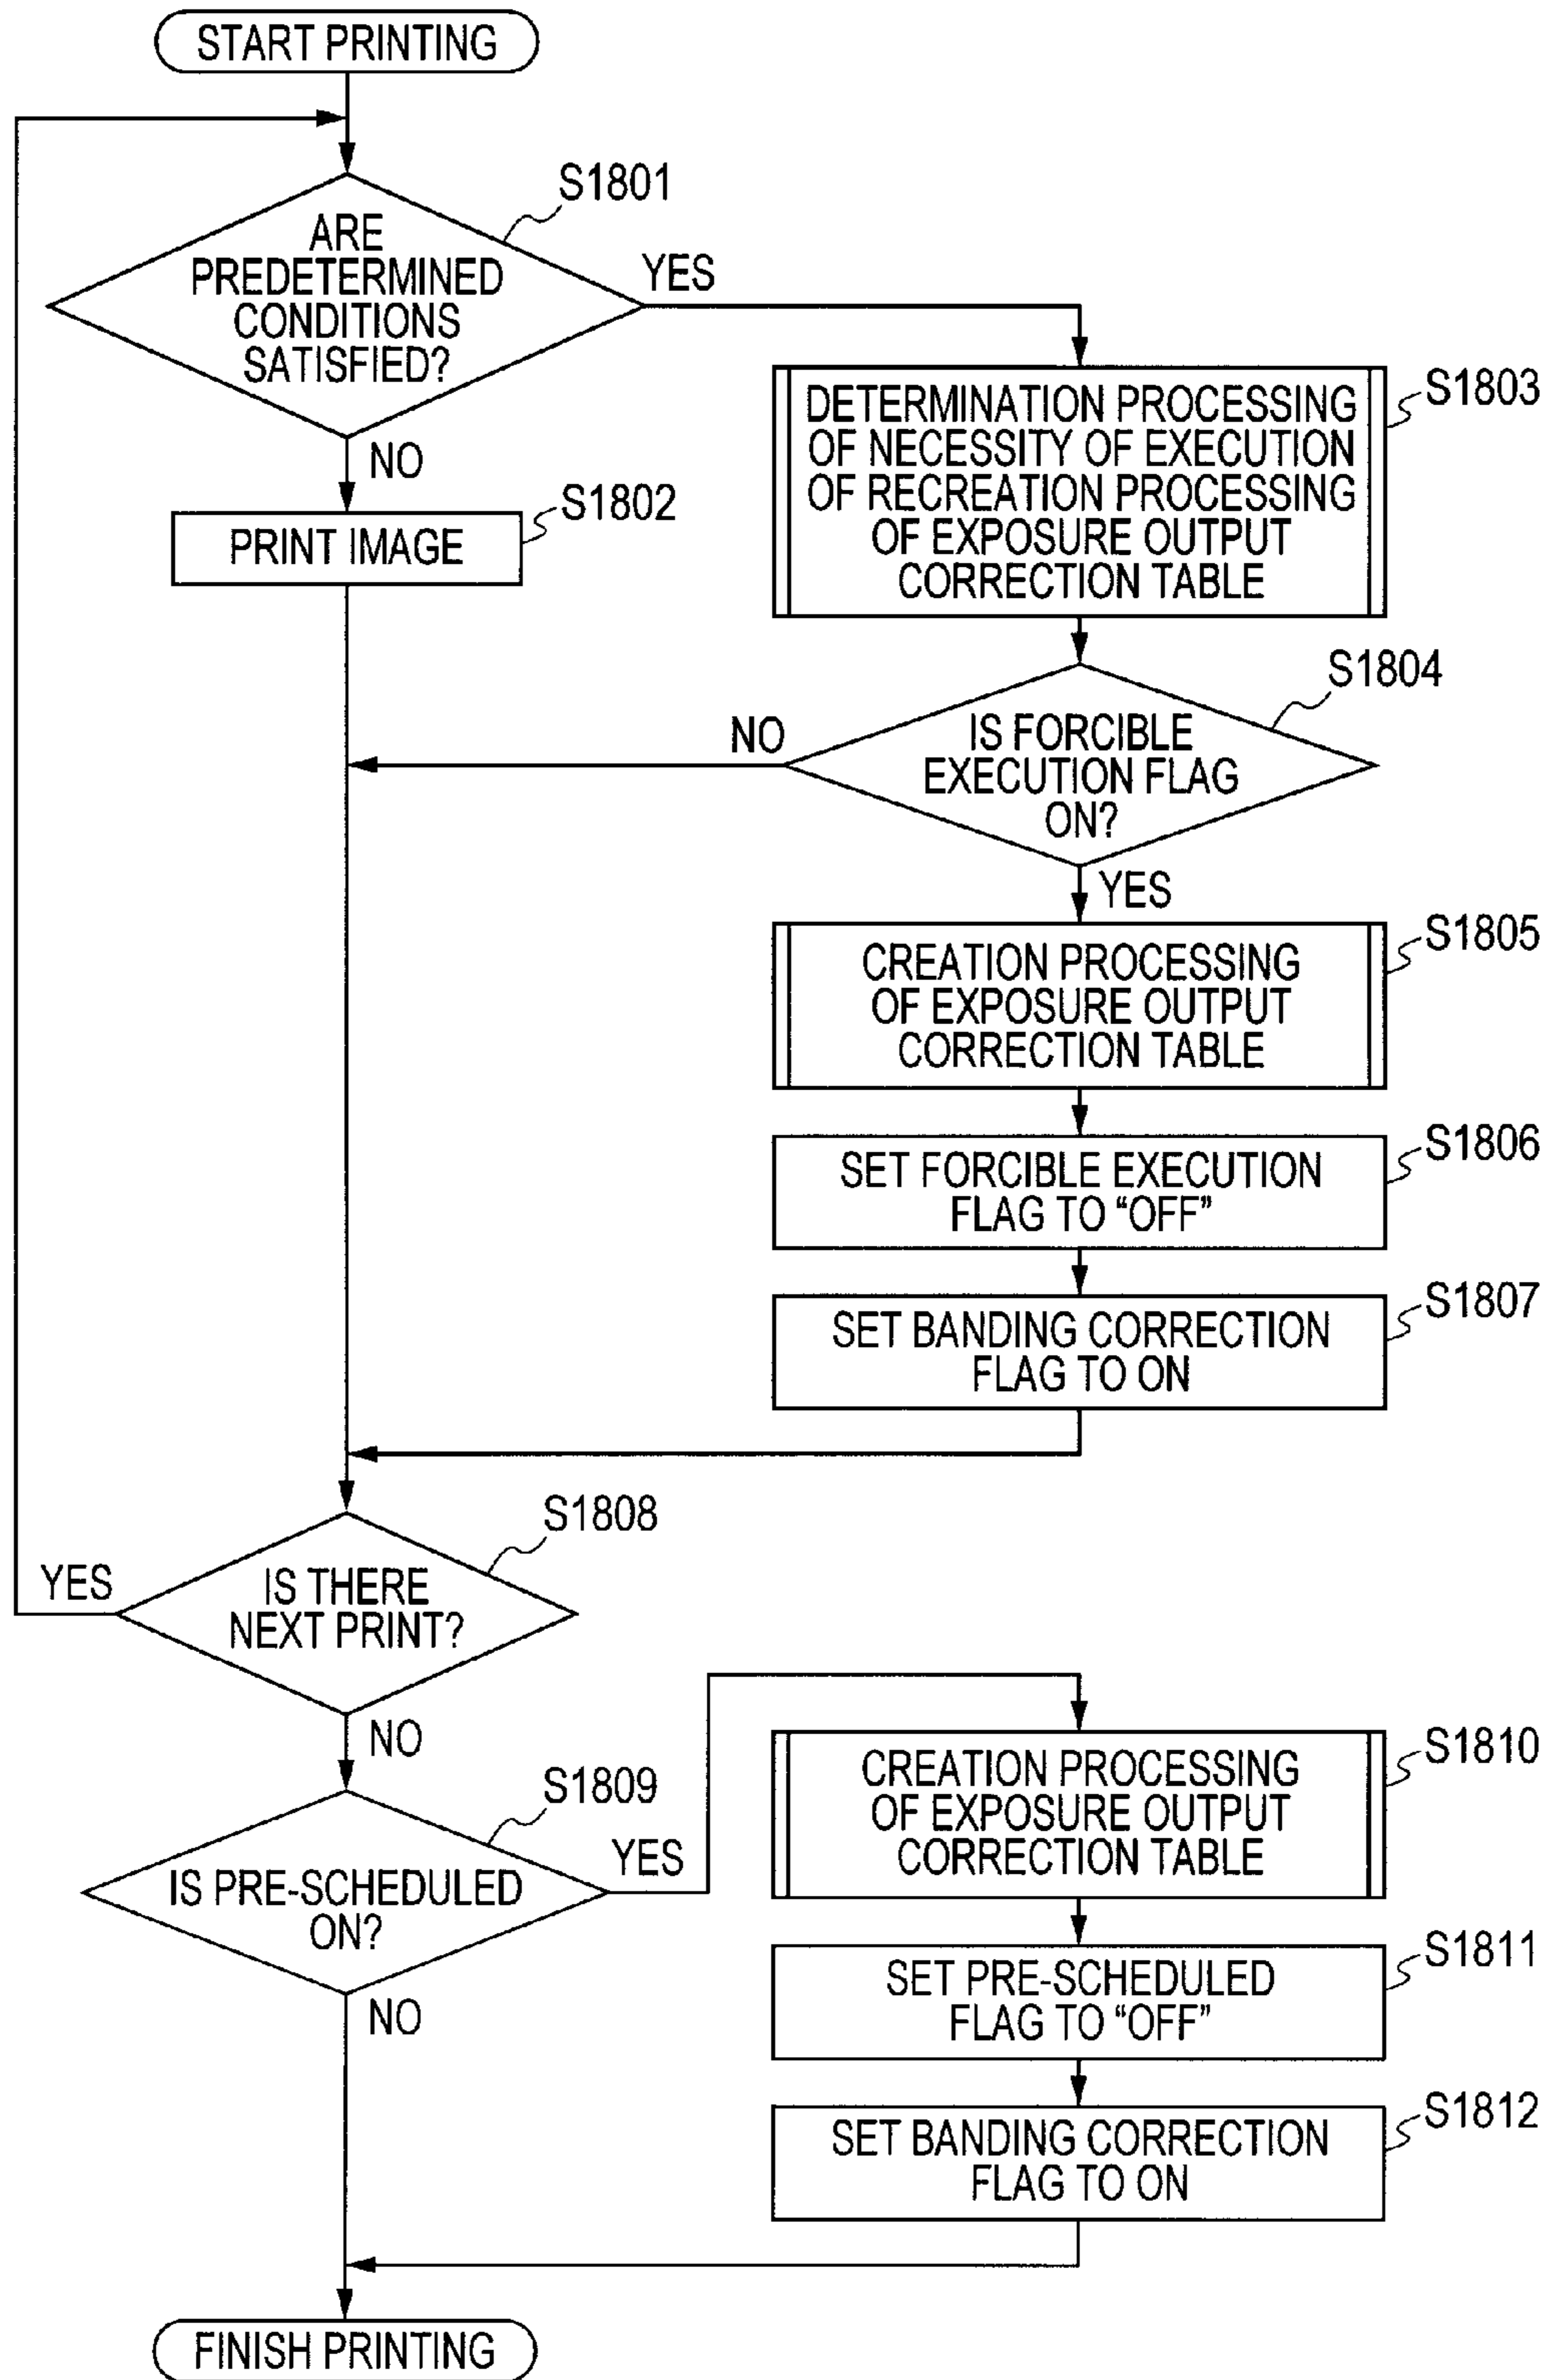 START PRINTING
S1801
ARE
PREDETERMINED
CONDITIONS
SATISFIED?
YES
NO
S1802
PRINT IMAGE
S1803
DETERMINATION PROCESSING
OF NECESSITY OF EXECUTION
OF RECREATION PROCESSING
OF EXPOSURE OUTPUT
CORRECTION TABLE
S1804
IS FORCIBLE
EXECUTION FLAG
ON?
NO
YES
S1805
CREATION PROCESSING
OF EXPOSURE OUTPUT
CORRECTION TABLE
S1806
SET FORCIBLE EXECUTION
FLAG TO “OFF”
S1807
SET BANDING CORRECTION
FLAG TO ON
S1808
IS THERE
NEXT PRINT?
YES
NO
S1809
IS PRE-SCHEDULED
ON?
YES
NO
S1810
CREATION PROCESSING
OF EXPOSURE OUTPUT
CORRECTION TABLE
S1811
SET PRE-SCHEDULED
FLAG TO “OFF”
S1812
SET BANDING CORRECTION
FLAG TO ON
FINISH PRINTING